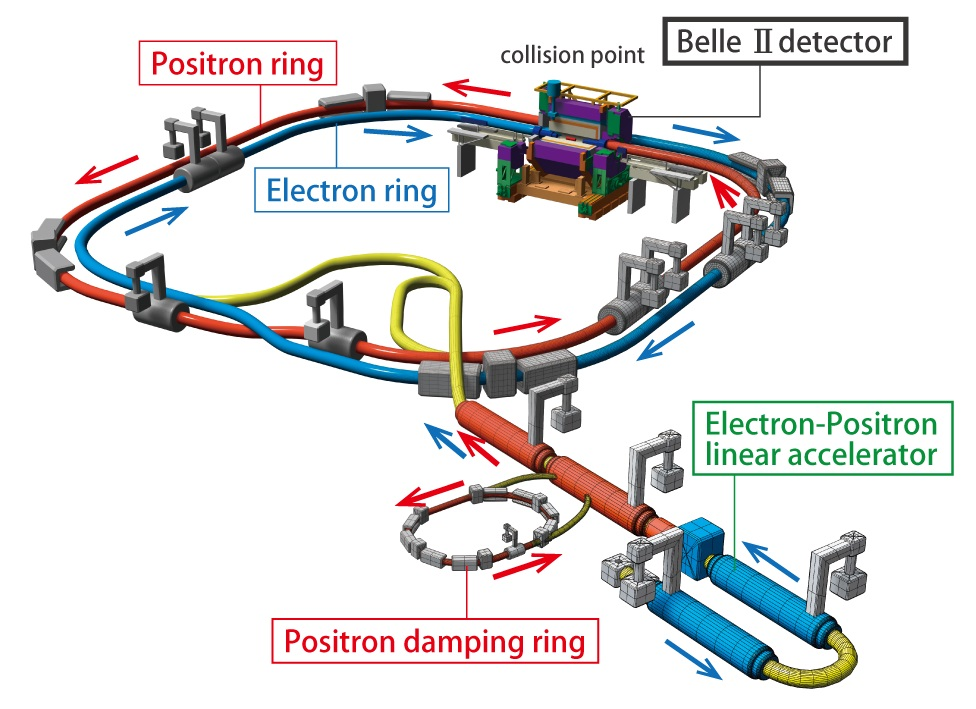 Belle Ⅱ detector
collision point
Positron ring
Electron ring
Electron-Positron
linear accelerator
Positron damping ring